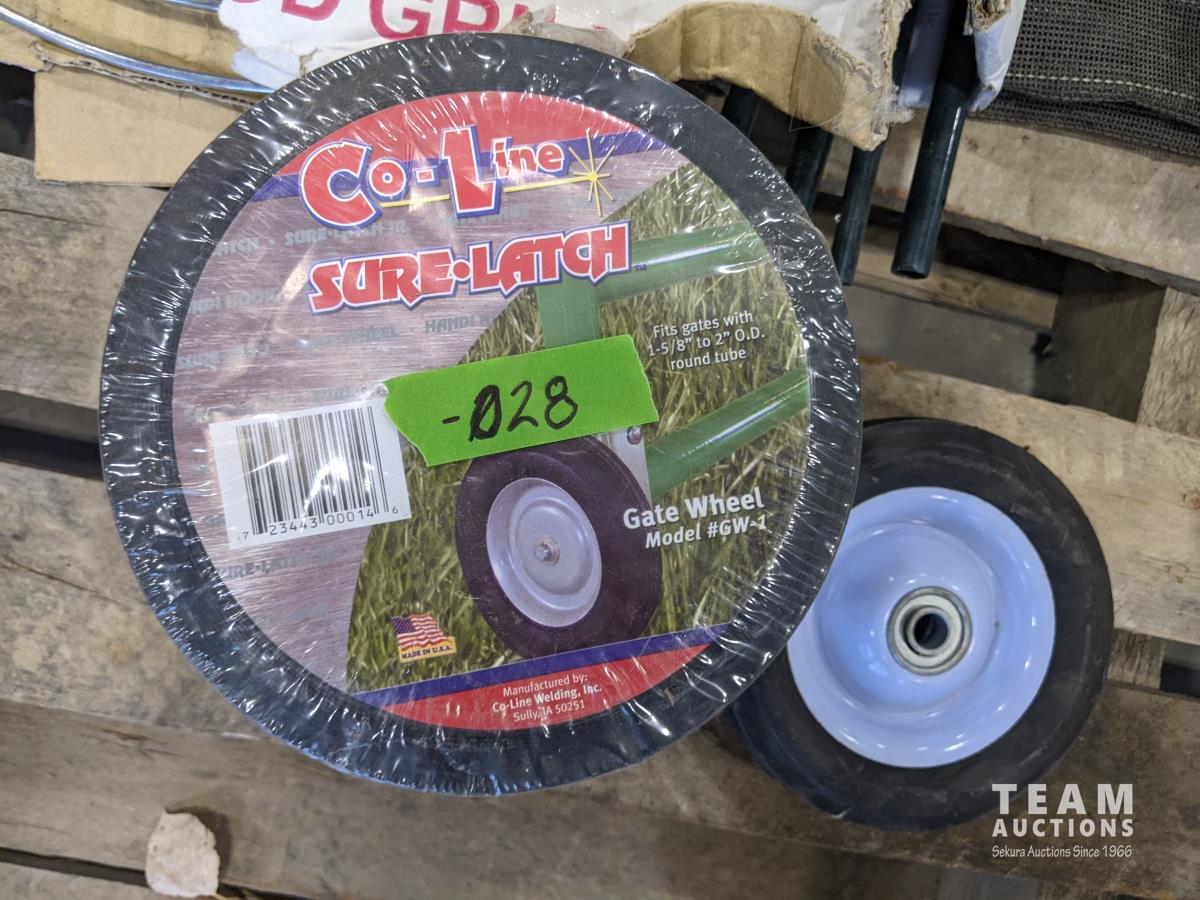 Co-Line
SURE-LATCH™
Fits gates with
1-5/8" to 2" O.D.
round tube
-028
7 23443 00014 6
Gate Wheel
Model #GW-1
MADE IN U.S.A.
Manufactured by:
Co-Line Welding, Inc.
Sully, IA 50251
TEAM
AUCTIONS
Sekura Auctions Since 1966